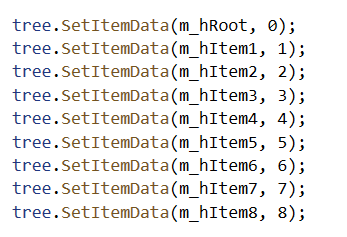 tree.SetItemData(m_hRoot, 0);
tree.SetItemData(m_hItem1, 1);
tree.SetItemData(m_hItem2, 2);
tree.SetItemData(m_hItem3, 3);
tree.SetItemData(m_hItem4, 4);
tree.SetItemData(m_hItem5, 5);
tree.SetItemData(m_hItem6, 6);
tree.SetItemData(m_hItem7, 7);
tree.SetItemData(m_hItem8, 8);